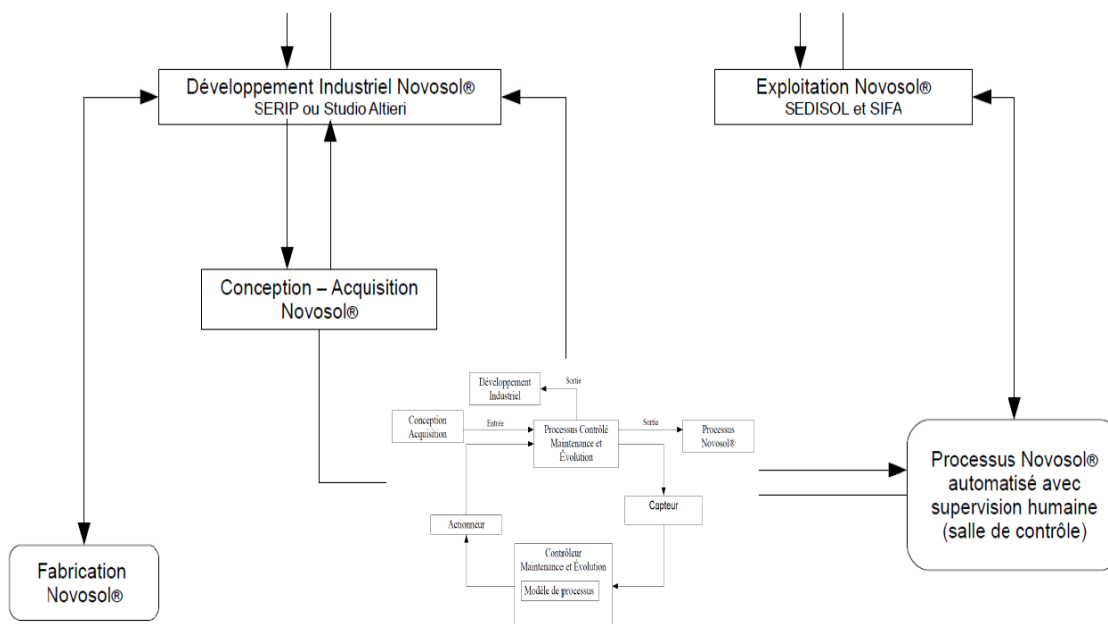 Développement Industriel Novosol®
SERIP ou Studio Altieri
Exploitation Novosol®
SEDISOL et SIFA
Conception – Acquisition
Novosol®
Développement
Industriel
Sortie
Conception
Acquisition
Entrée
Processus Contrôlé
Maintenance et
Évolution
Sortie
Processus
Novosol®
Capteur
Actionneur
Contrôleur
Maintenance et Évolution
Modèle de processus
Processus Novosol®
automatisé avec
supervision humaine
(salle de contrôle)
Fabrication
Novosol®